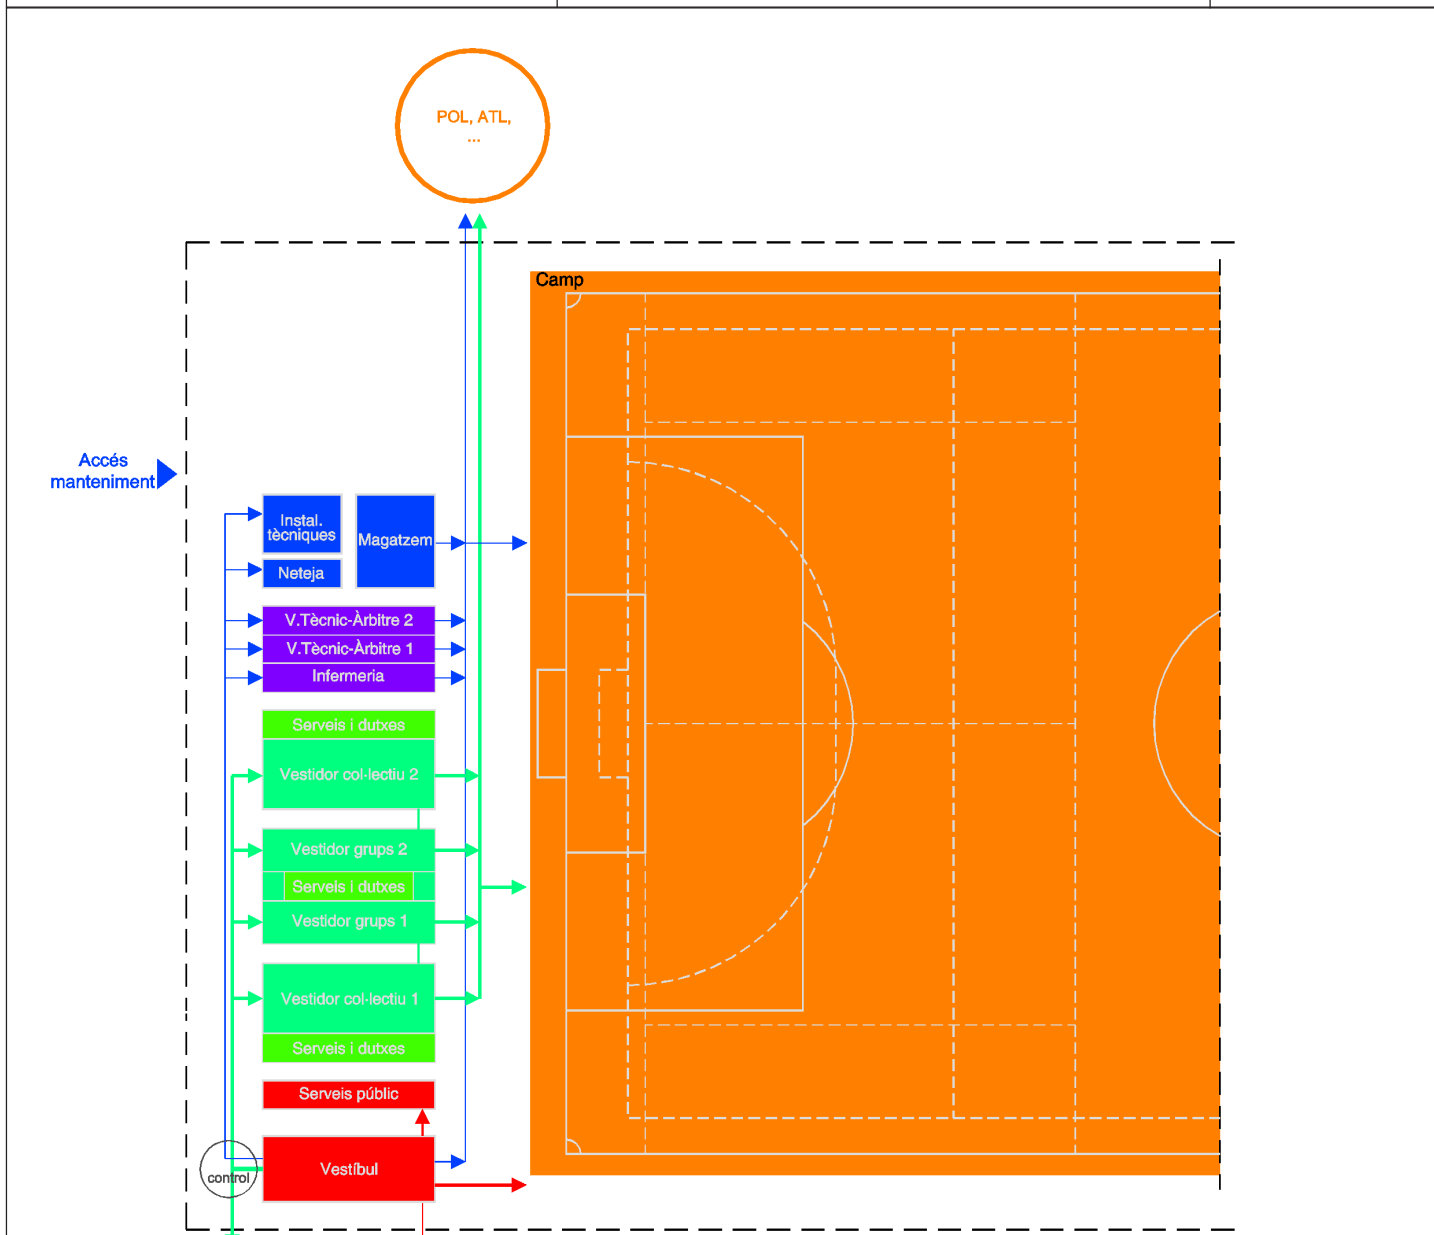 POL, ATL,
...
Camp
Accés
manteniment
Instal.
tècniques
Magatzem
Neteja
V.Tècnic-Àrbitre 2
V.Tècnic-Àrbitre 1
Infermeria
Serveis i dutxes
Vestidor col·lectiu 2
Vestidor grups 2
Serveis i dutxes
Vestidor grups 1
Vestidor col·lectiu 1
Serveis i dutxes
Serveis públic
Vestíbul
control